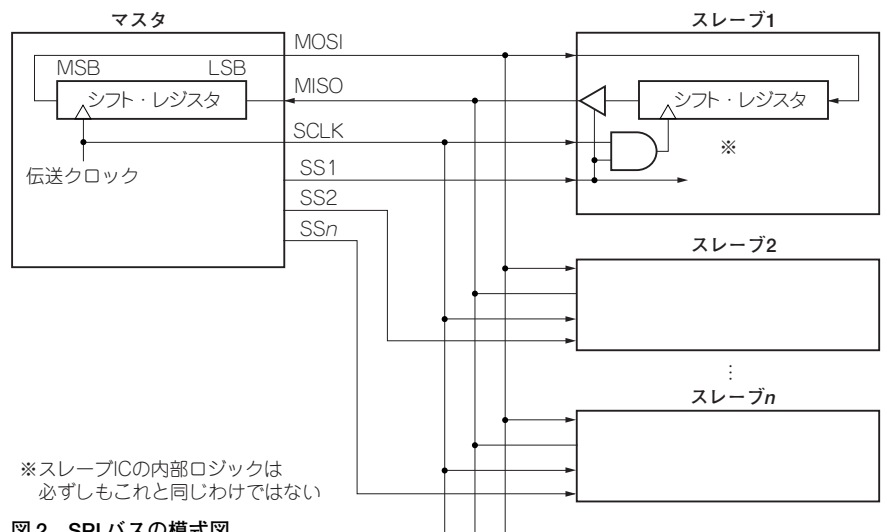 マスタ
MOSI
MSB
LSB
シフト・レジスタ
MISO
SCLK
伝送クロック
SS1
SS2
SSn
スレーブ1
シフト・レジスタ
※
スレーブ2
⋮
スレーブn
※スレーブICの内部ロジックは
必ずしもこれと同じわけではない
図2 SPIバスの模式図